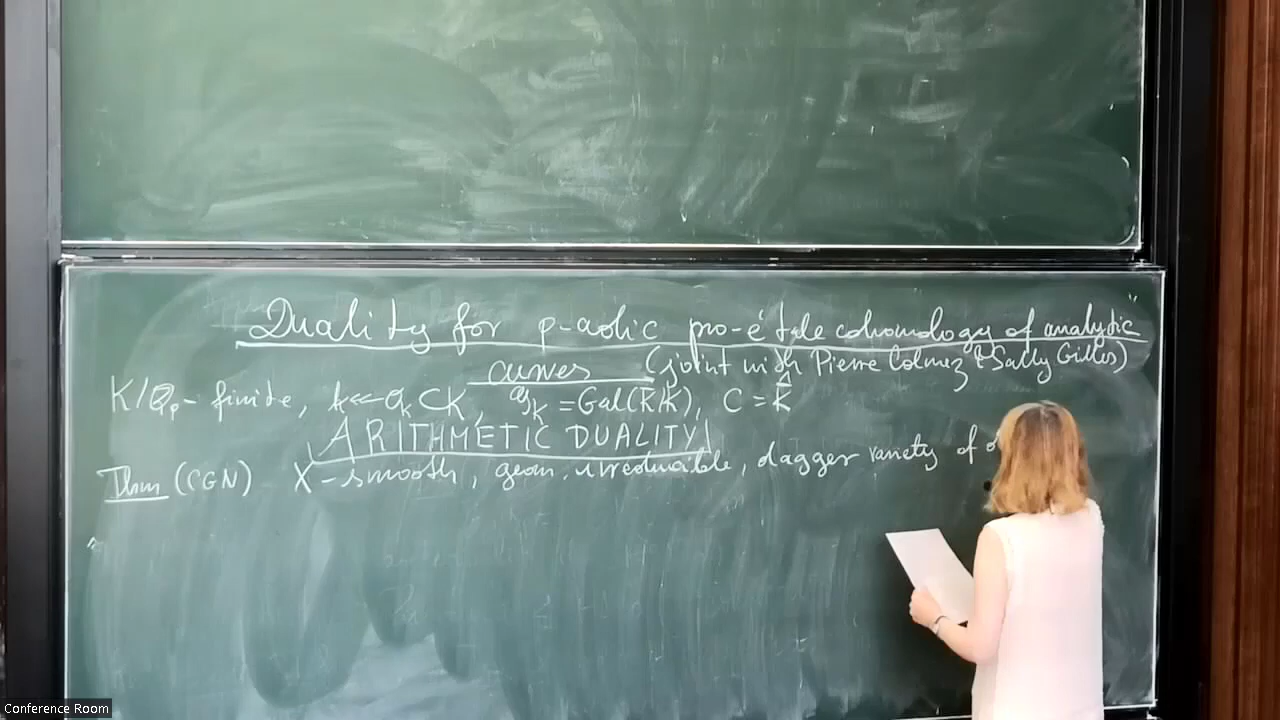 Duality for p-adic pro-étale cohomology of analytic
curves (joint with Pierre Colmez & Sally Gilles)
K/Qp - finite, k ← O_K ⊂ K, G_K = Gal(K̄/K), C = K̄^
ARITHMETIC DUALITY
Thm (CGN) X - smooth, geom. irreducible, dagger variety of
Conference Room